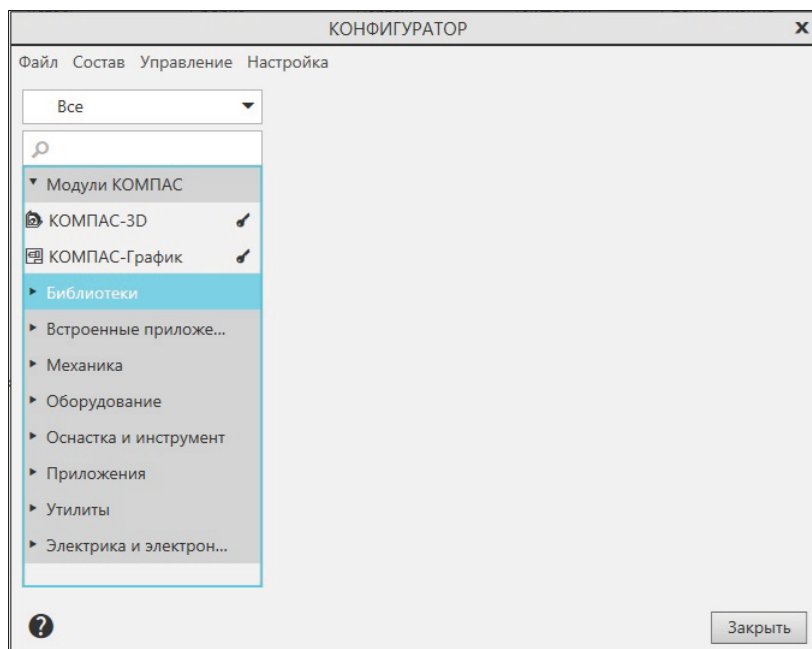 КОНФИГУРАТОР X
Файл Состав Управление Настройка
Все
Модули КОМПАС
КОМПАС-3D
КОМПАС-График
Библиотеки
Встроенные приложе...
Механика
Оборудование
Оснастка и инструмент
Приложения
Утилиты
Электрика и электрон...
? Закрыть